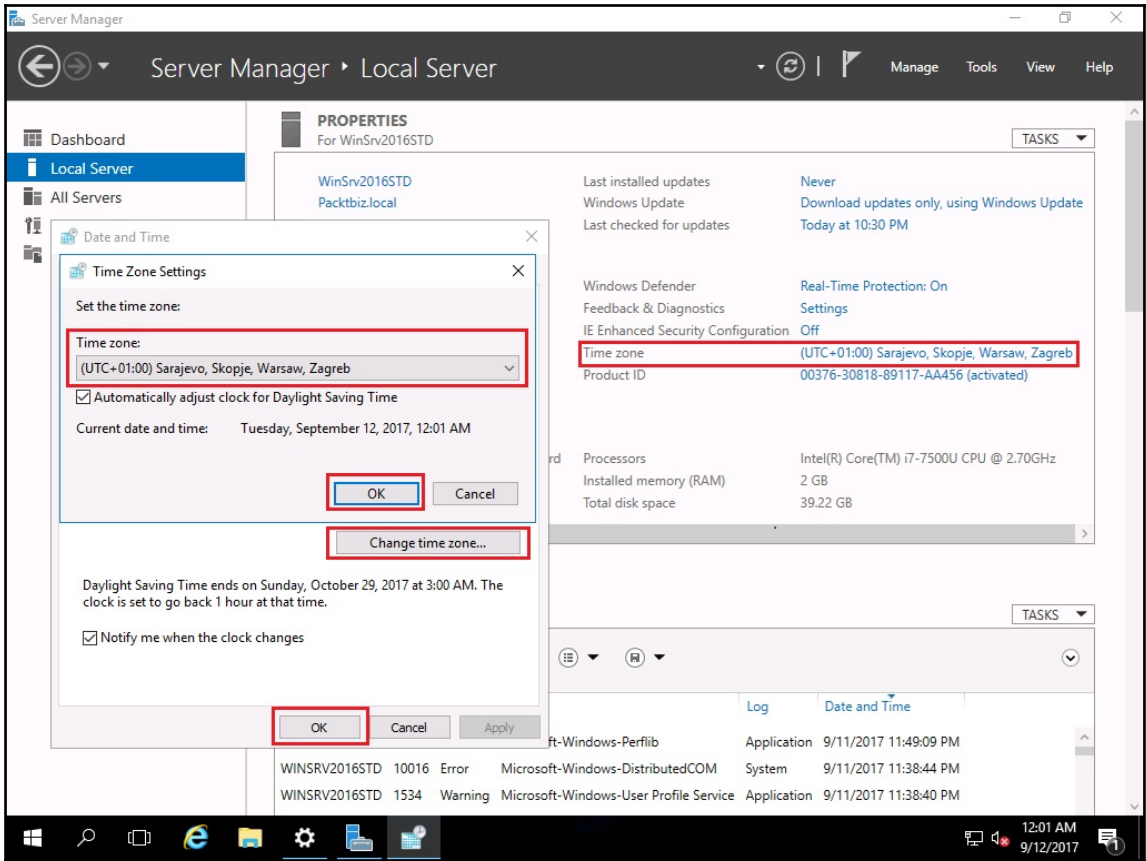 Server Manager
Server Manager • Local Server
Manage Tools View Help
Dashboard
Local Server
All Servers
PROPERTIES
For WinSrv2016STD
TASKS
WinSrv2016STD
Packtbiz.local
Last installed updates Never
Windows Update Download updates only, using Windows Update
Last checked for updates Today at 10:30 PM
Windows Defender Real-Time Protection: On
Feedback & Diagnostics Settings
IE Enhanced Security Configuration Off
Time zone (UTC+01:00) Sarajevo, Skopje, Warsaw, Zagreb
Product ID 00376-30818-89117-AA456 (activated)
rd Processors Intel(R) Core(TM) i7-7500U CPU @ 2.70GHz
Installed memory (RAM) 2 GB
Total disk space 39.22 GB
Date and Time
Time Zone Settings
Set the time zone:
Time zone:
(UTC+01:00) Sarajevo, Skopje, Warsaw, Zagreb
Automatically adjust clock for Daylight Saving Time
Current date and time: Tuesday, September 12, 2017, 12:01 AM
OK Cancel
Change time zone...
Daylight Saving Time ends on Sunday, October 29, 2017 at 3:00 AM. The
clock is set to go back 1 hour at that time.
Notify me when the clock changes
OK Cancel Apply
TASKS
Log Date and Time
ft-Windows-Perflib Application 9/11/2017 11:49:09 PM
WINSRV2016STD 10016 Error Microsoft-Windows-DistributedCOM System 9/11/2017 11:38:44 PM
WINSRV2016STD 1534 Warning Microsoft-Windows-User Profile Service Application 9/11/2017 11:38:40 PM
12:01 AM
9/12/2017
1